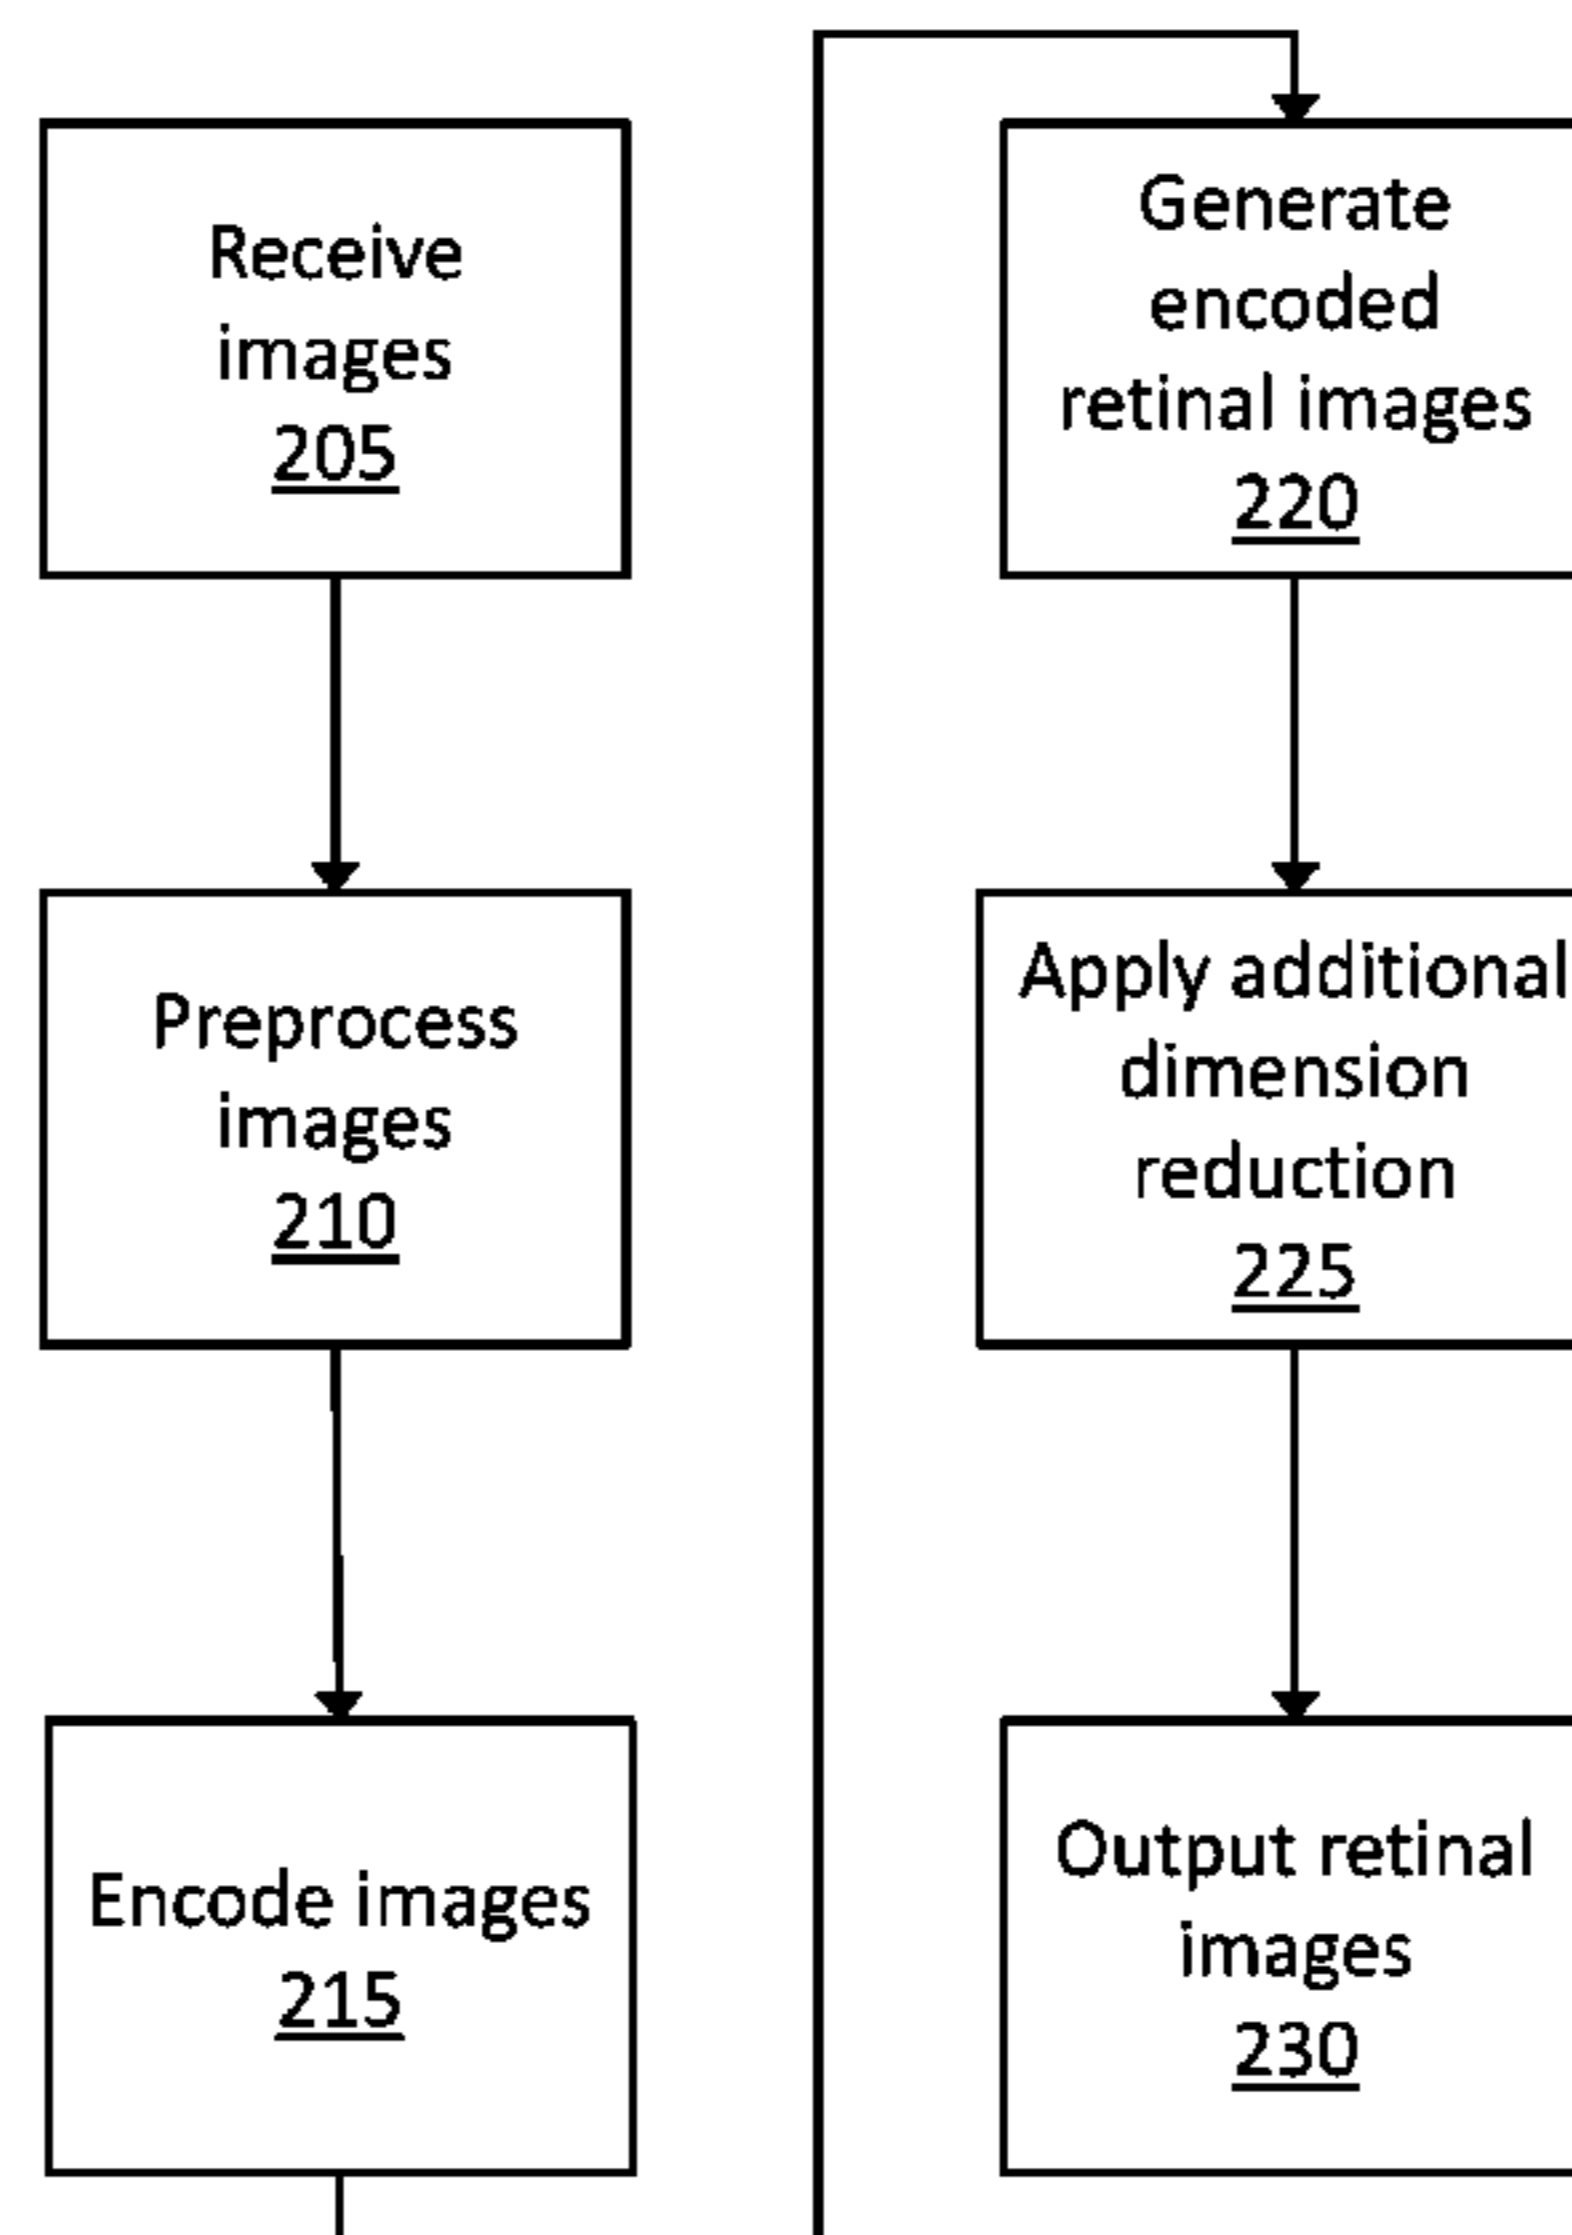 Receive
images
205
Preprocess
images
210
Encode images
215
Generate
encoded
retinal images
220
Apply additional
dimension
reduction
225
Output retinal
images
230